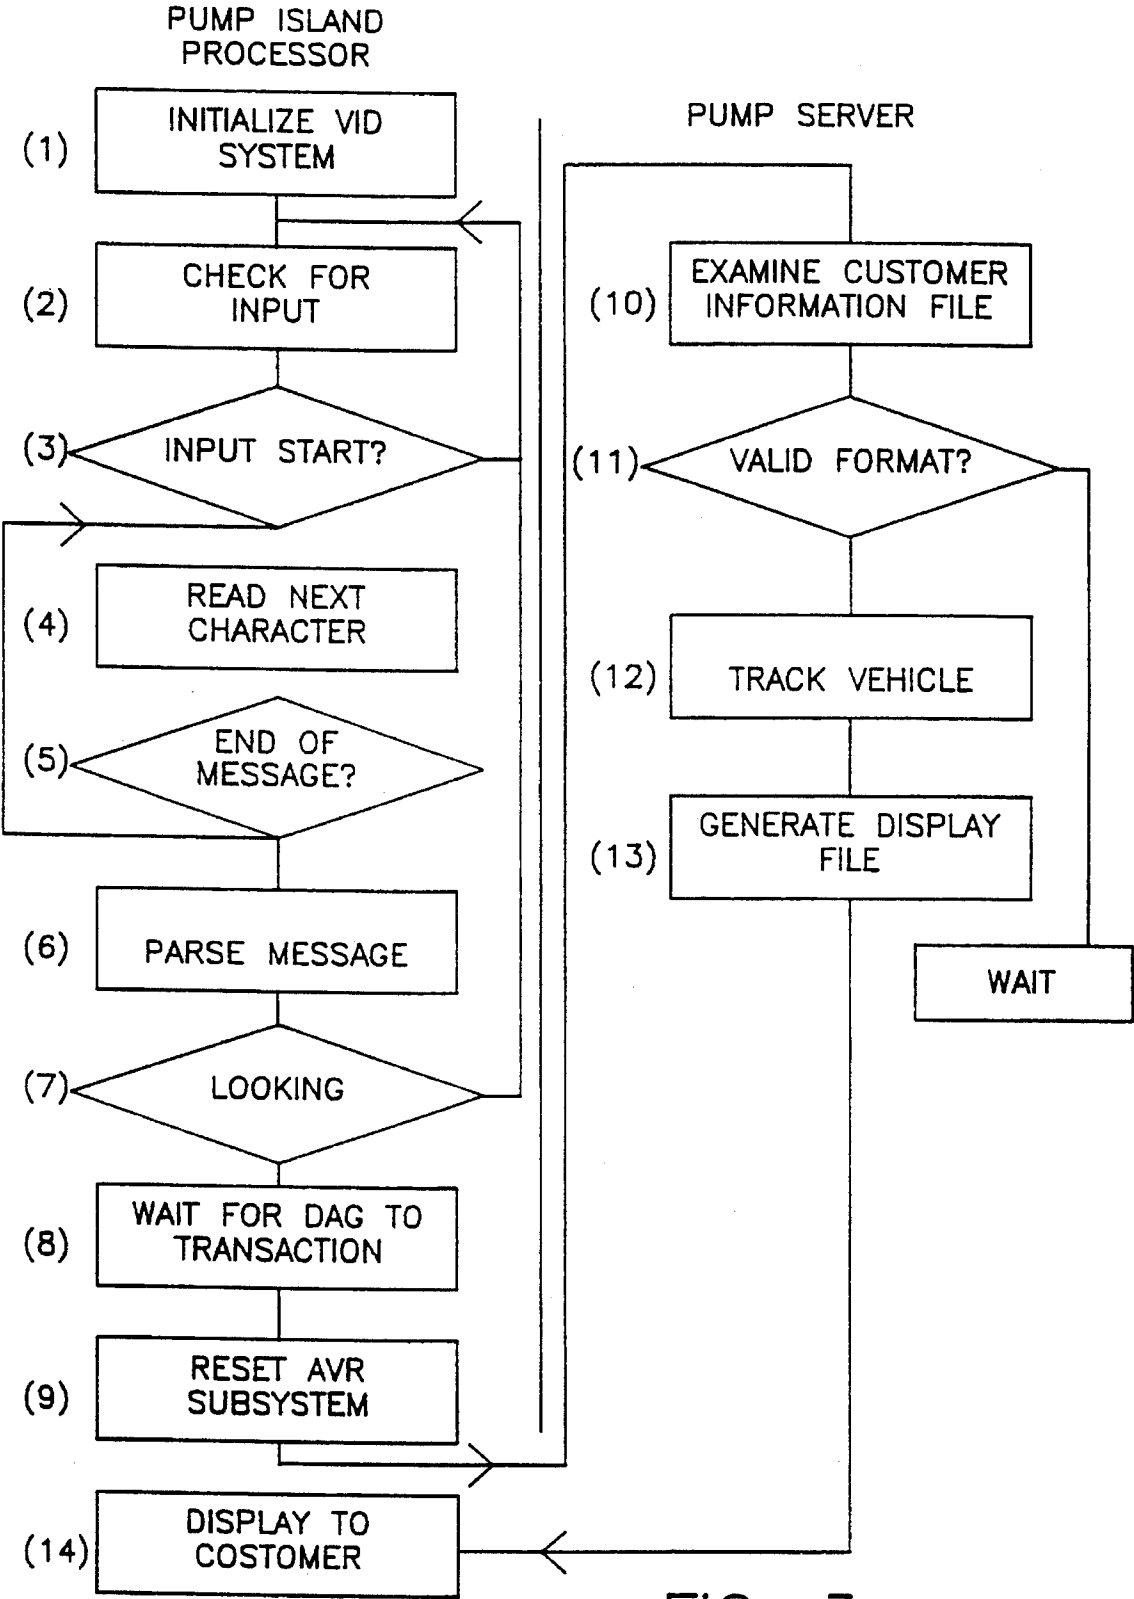 PUMP ISLAND
PROCESSOR
(1)
INITIALIZE VID
SYSTEM
(2)
CHECK FOR
INPUT
(3)
INPUT START?
(4)
READ NEXT
CHARACTER
(5)
END OF
MESSAGE?
(6)
PARSE MESSAGE
(7)
LOOKING
(8)
WAIT FOR DAG TO
TRANSACTION
(9)
RESET AVR
SUBSYSTEM
(14)
DISPLAY TO
COSTOMER
PUMP SERVER
(10)
EXAMINE CUSTOMER
INFORMATION FILE
(11)
VALID FORMAT?
(12)
TRACK VEHICLE
(13)
GENERATE DISPLAY
FILE
WAIT